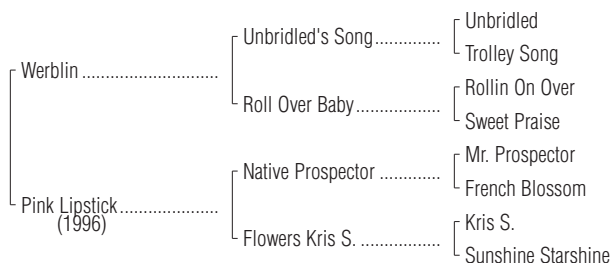 Unbridled
Unbridled's Song..............
Trolley Song
Werblin .............................
Rollin On Over
Roll Over Baby.................
Sweet Praise
Mr. Prospector
Native Prospector .............
French Blossom
Pink Lipstick.....................
(1996)
Kris S.
Flowers Kris S. .................
Sunshine Starshine